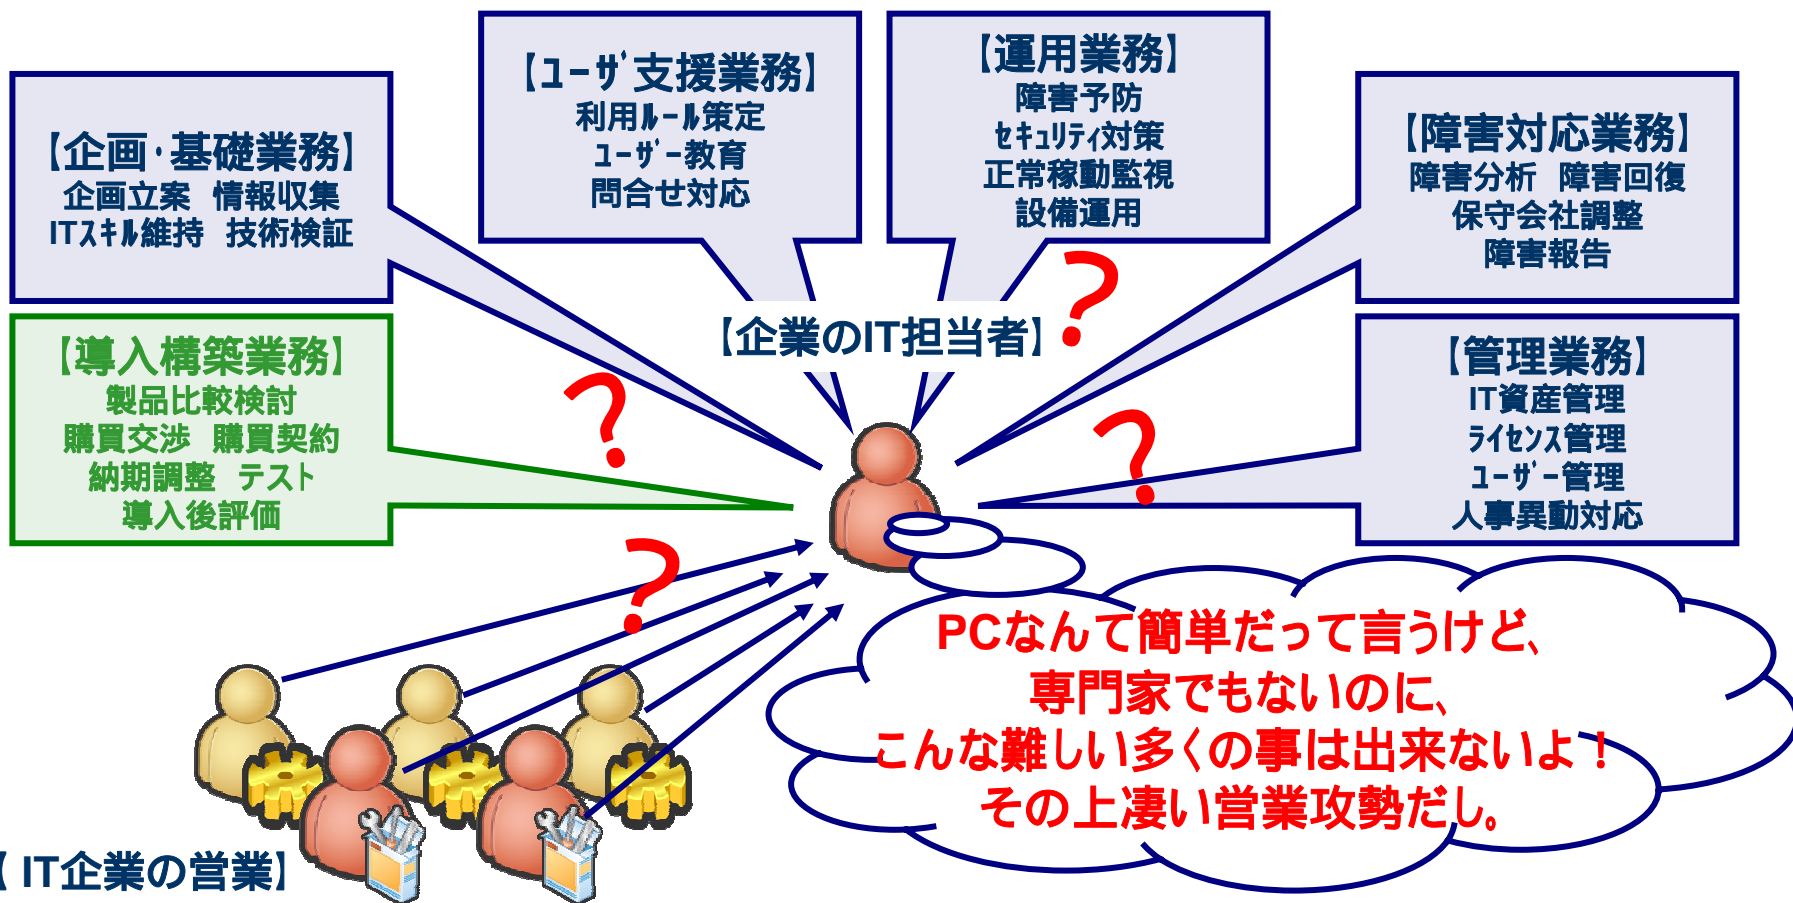 【企画・基礎業務】
企画立案　情報収集
ITｽｷﾙ維持　技術検証
【ﾕｰｻﾞ支援業務】
利用ﾙｰﾙ策定
ﾕｰｻﾞｰ教育
問合せ対応
【運用業務】
障害予防
ｾｷｭﾘﾃｨ対策
正常稼動監視
設備運用
【障害対応業務】
障害分析　障害回復
保守会社調整
障害報告
【導入構築業務】
製品比較検討
購買交渉　購買契約
納期調整　テスト
導入後評価
【企業のIT担当者】
【管理業務】
IT資産管理
ﾗｲｾﾝｽ管理
ﾕｰｻﾞｰ管理
人事異動対応
？
？
？
？
PCなんて簡単だって言うけど、
専門家でもないのに、
こんな難しい多くの事は出来ないよ！
その上凄い営業攻勢だし。
【 IT企業の営業】